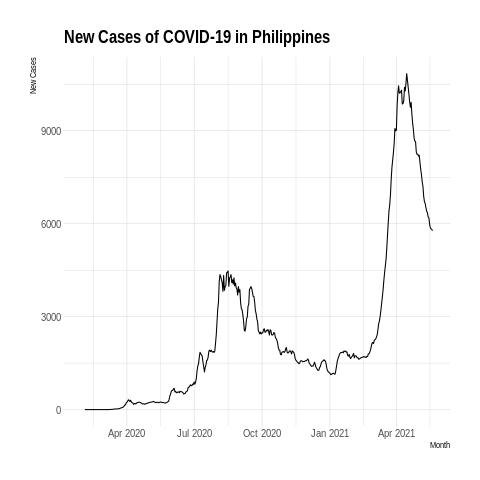 New Cases of COVID-19 in Philippines
New Cases
9000
6000
3000
0
Apr 2020 Jul 2020 Oct 2020 Jan 2021 Apr 2021
Month